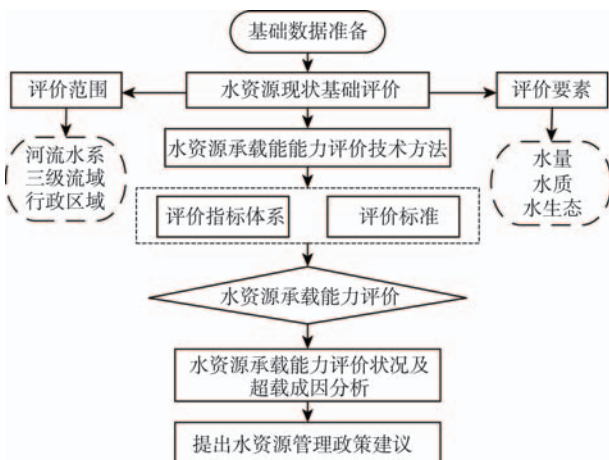 基础数据准备
评价范围
水资源现状基础评价
评价要素
河流水系
三级流域
行政区域
水资源承载能能力评价技术方法
水量
水质
水生态
评价指标体系
评价标准
水资源承载能力评价
水资源承载能力评价状况及
超载成因分析
提出水资源管理政策建议